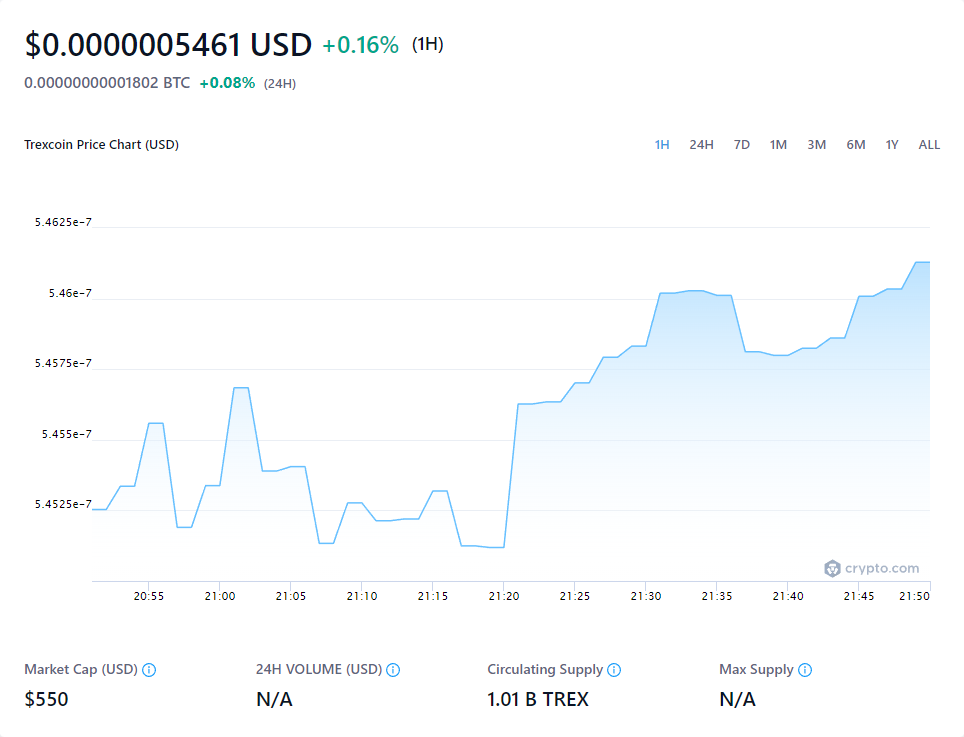 $0.0000005461 USD +0.16% (1H)
0.00000000001802 BTC +0.08% (24H)
Trexcoin Price Chart (USD)
1H 24H 7D 1M 3M 6M 1Y ALL
5.4625e-7
5.46e-7
5.4575e-7
5.455e-7
5.4525e-7
crypto.com
20:55 21:00 21:05 21:10 21:15 21:20 21:25 21:30 21:35 21:40 21:45 21:50
Market Cap (USD) 24H VOLUME (USD) Circulating Supply Max Supply
$550 N/A 1.01 B TREX N/A